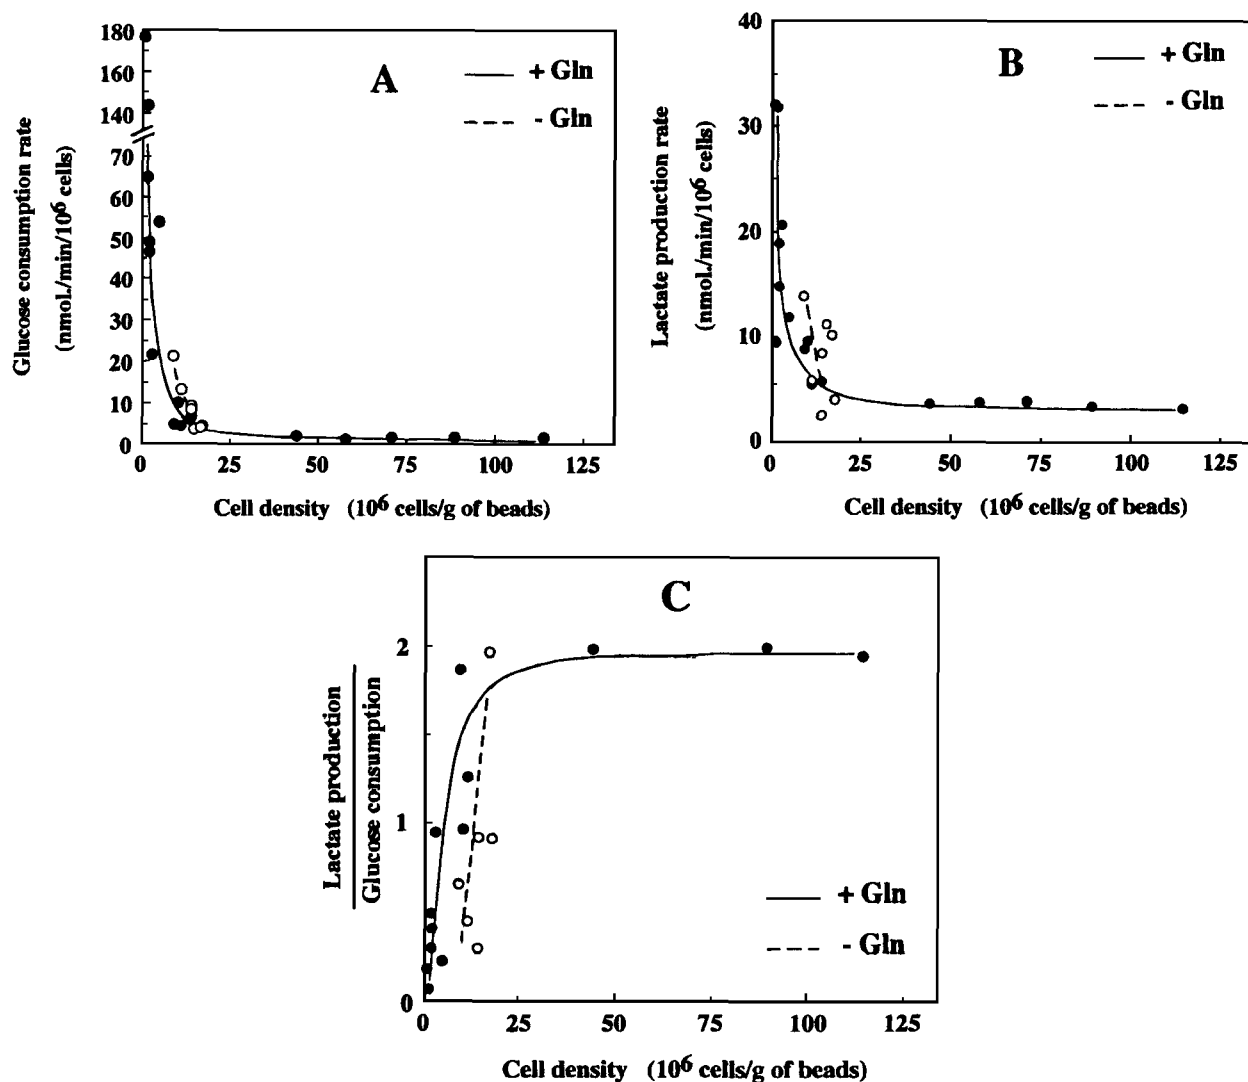 A
+ Gln
- Gln
180
160
140
70
60
50
40
30
20
10
0
0 25 50 75 100 125
Glucose consumption rate
(nmol./min/10⁶ cells)
Cell density (10⁶ cells/g of beads)
B
+ Gln
- Gln
40
30
20
10
0
0 25 50 75 100 125
Lactate production rate
(nmol./min/10⁶ cells)
Cell density (10⁶ cells/g of beads)
C
2
1
0
0 25 50 75 100 125
Lactate production
Glucose consumption
+ Gln
- Gln
Cell density (10⁶ cells/g of beads)